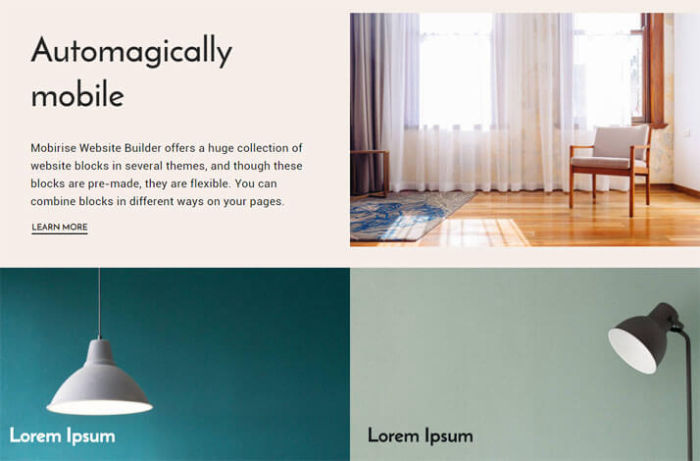 Automagically
mobile
Mobirise Website Builder offers a huge collection of
website blocks in several themes, and though these
blocks are pre-made, they are flexible. You can
combine blocks in different ways on your pages.
LEARN MORE
Lorem Ipsum
Lorem Ipsum